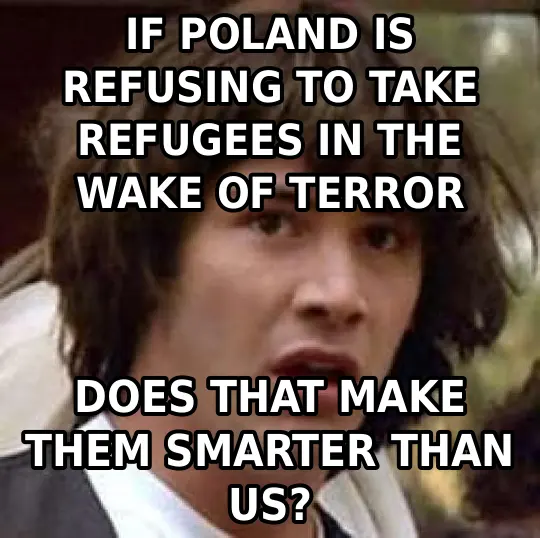 IF POLAND IS
REFUSING TO TAKE
REFUGEES IN THE
WAKE OF TERROR
DOES THAT MAKE
THEM SMARTER THAN
US?